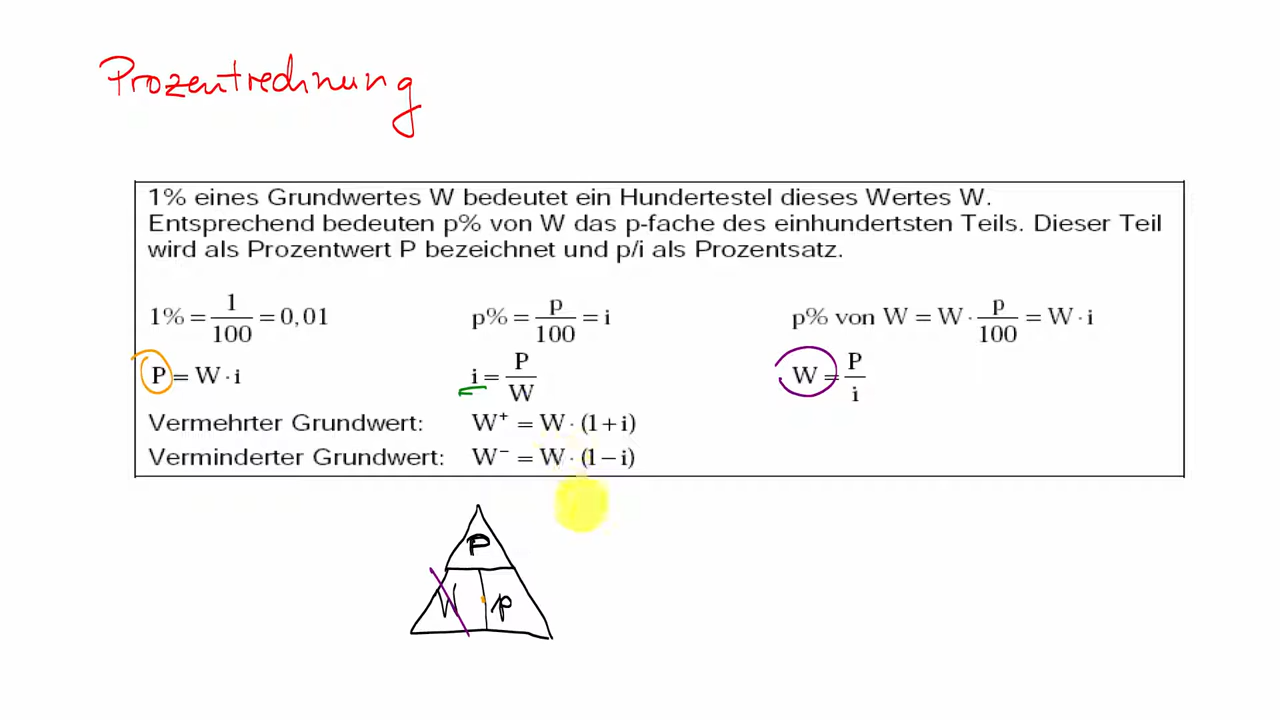 Prozentrechnung
1% eines Grundwertes W bedeutet ein Hundertestel dieses Wertes W.
Entsprechend bedeuten p% von W das p-fache des einhundertsten Teils. Dieser Teil
wird als Prozentwert P bezeichnet und p/i als Prozentsatz.
1% = 1/100 = 0,01 p% = p/100 = i p% von W = W · p/100 = W · i
P = W · i i = P/W W = P/i
Vermehrter Grundwert: W⁺ = W · (1 + i)
Verminderter Grundwert: W⁻ = W · (1 − i)
P
W p